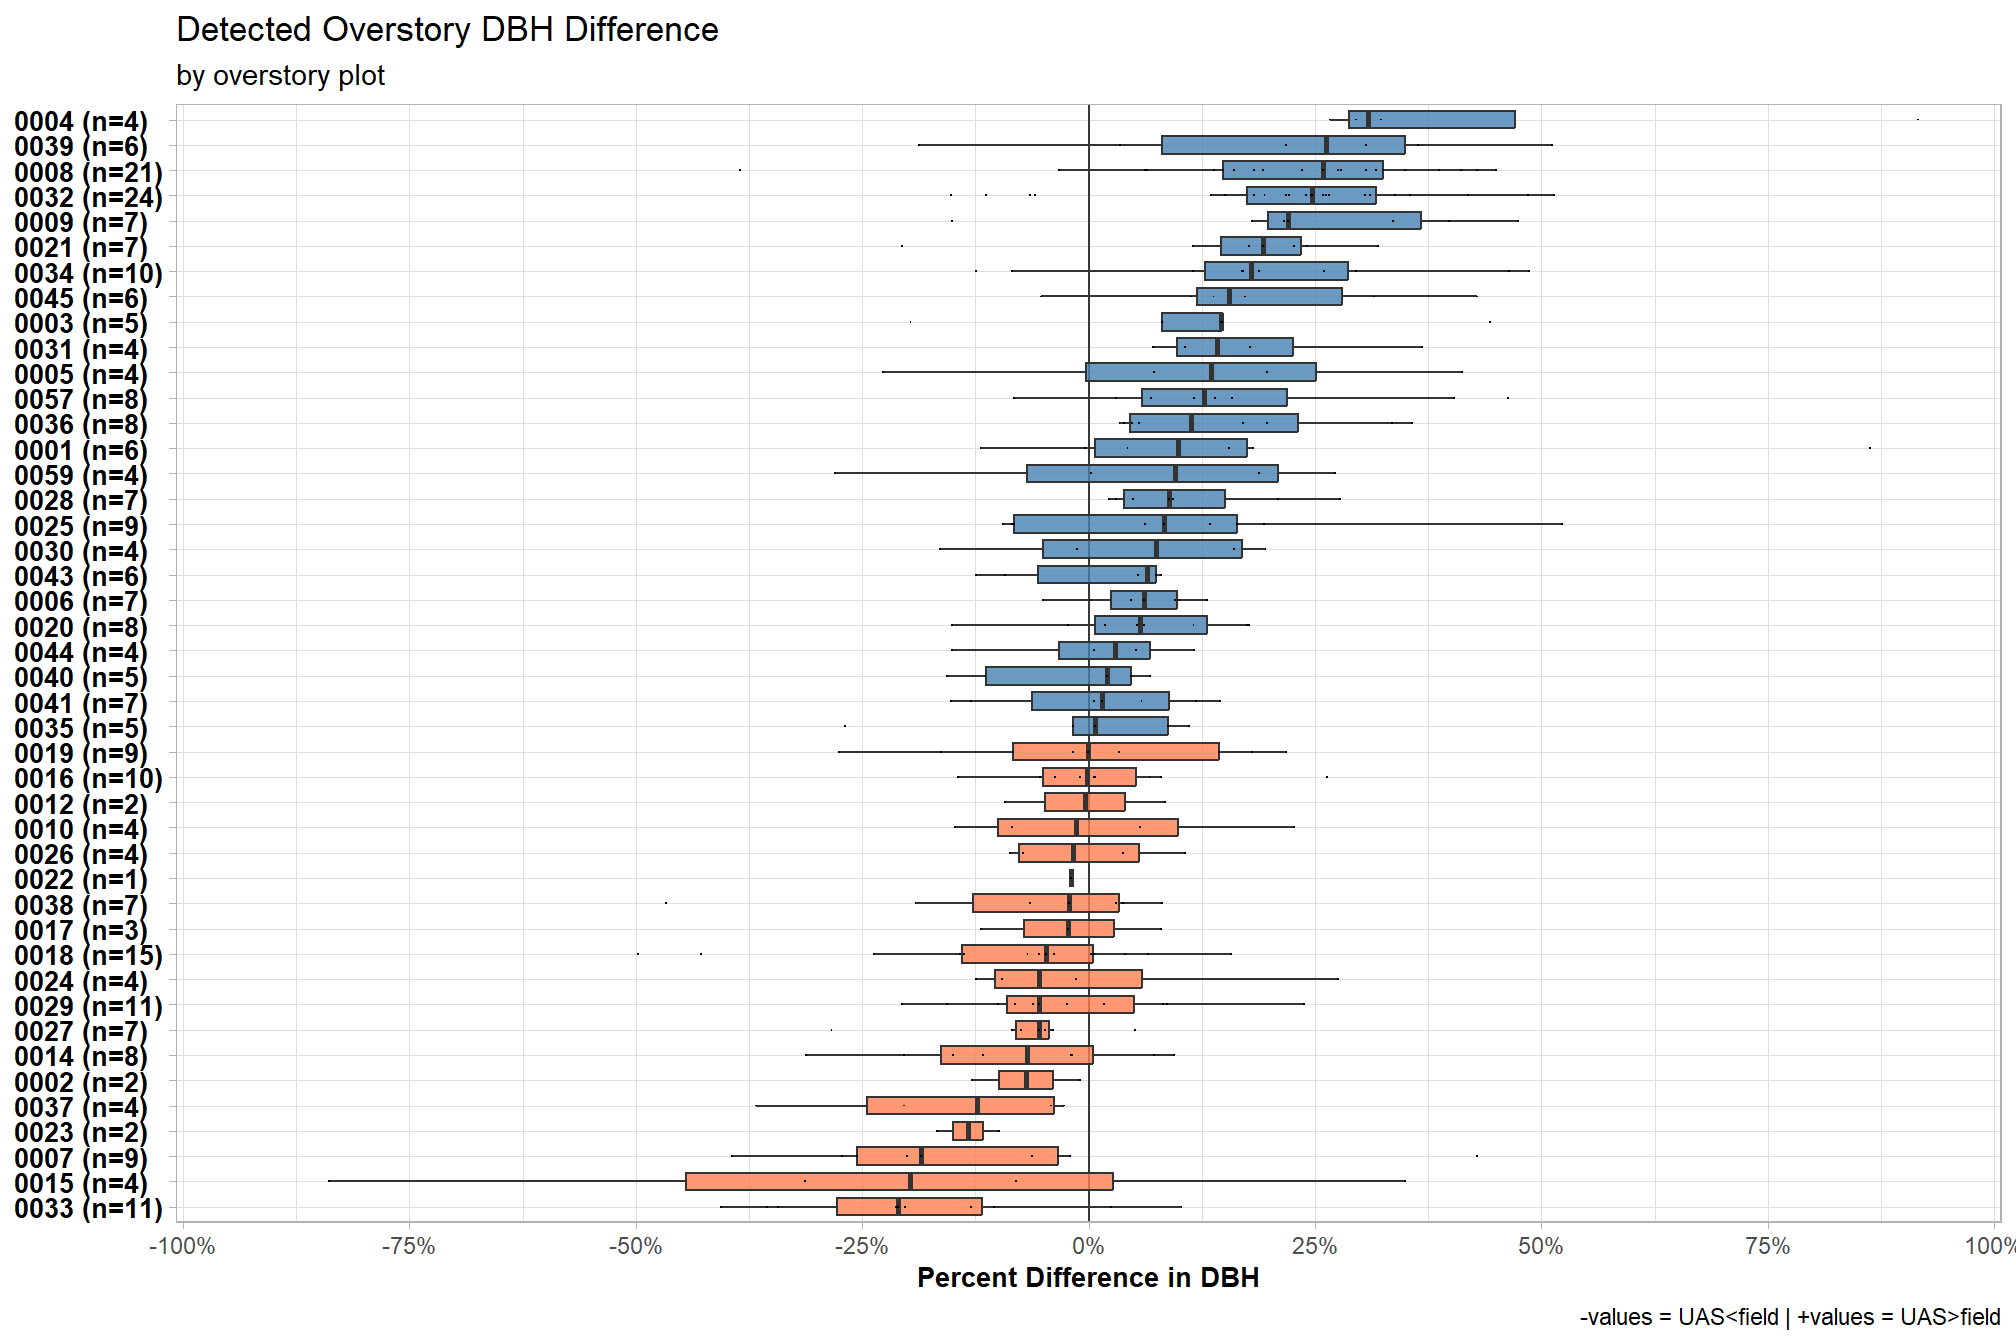 Detected Overstory DBH Difference
by overstory plot
0004 (n=4)
0039 (n=6)
0008 (n=21)
0032 (n=24)
0009 (n=7)
0021 (n=7)
0034 (n=10)
0045 (n=6)
0003 (n=5)
0031 (n=4)
0005 (n=4)
0057 (n=8)
0036 (n=8)
0001 (n=6)
0059 (n=4)
0028 (n=7)
0025 (n=9)
0030 (n=4)
0043 (n=6)
0006 (n=7)
0020 (n=8)
0044 (n=4)
0040 (n=5)
0041 (n=7)
0035 (n=5)
0019 (n=9)
0016 (n=10)
0012 (n=2)
0010 (n=4)
0026 (n=4)
0022 (n=1)
0038 (n=7)
0017 (n=3)
0018 (n=15)
0024 (n=4)
0029 (n=11)
0027 (n=7)
0014 (n=8)
0002 (n=2)
0037 (n=4)
0023 (n=2)
0007 (n=9)
0015 (n=4)
0033 (n=11)
-100% -75% -50% -25% 0% 25% 50% 75% 100%
Percent Difference in DBH
-values = UAS<field | +values = UAS>field